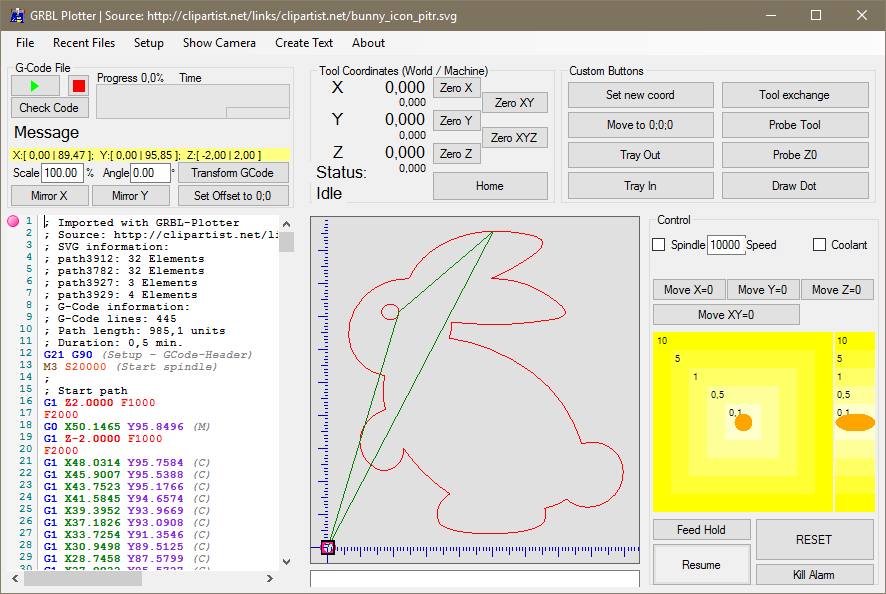 GRBL Plotter | Source: http://clipartist.net/links/clipartist.net/bunny_icon_pitr.svg
File Recent Files Setup Show Camera Create Text About
G-Code File
Progress 0,0% Time
Check Code
Message
X:[ 0,00 | 89,47 ]; Y:[ 0,00 | 95,85 ]; Z:[ -2,00 | 2,00 ]
Scale 100.00 % Angle 0.00 ° Transform GCode
Mirror X Mirror Y Set Offset to 0;0
Tool Coordinates (World / Machine)
X 0,000 Zero X
0,000 Zero XY
Y 0,000 Zero Y
0,000 Zero XYZ
Z 0,000 Zero Z
0,000
Status:
Idle
Home
Custom Buttons
Set new coord Tool exchange
Move to 0;0;0 Probe Tool
Tray Out Probe Z0
Tray In Draw Dot
1 ; Imported with GRBL-Plotter
2 ; Source: http://clipartist.net/li
3 ; SVG information:
4 ; path3912: 32 Elements
5 ; path3782: 32 Elements
6 ; path3927: 3 Elements
7 ; path3929: 4 Elements
8 ; G-Code information:
9 ; G-Code lines: 445
10 ; Path length: 985,1 units
11 ; Duration: 0,5 min.
12 G21 G90 (Setup - GCode-Header)
13 M3 S20000 (Start spindle)
14 ;
15 ; Start path
16 G1 Z2.0000 F1000
17 F2000
18 G0 X50.1465 Y95.8496 (M)
19 G1 Z-2.0000 F1000
20 F2000
21 G1 X48.0314 Y95.7584 (C)
22 G1 X45.9007 Y95.5388 (C)
23 G1 X43.7523 Y95.1766 (C)
24 G1 X41.5845 Y94.6574 (C)
25 G1 X39.3952 Y93.9669 (C)
26 G1 X37.1826 Y93.0908 (C)
27 G1 X33.7254 Y91.3546 (C)
28 G1 X30.9498 Y89.5125 (C)
29 G1 X28.7458 Y87.5799 (C)
30
Control
Spindle 10000 Speed Coolant
Move X=0 Move Y=0 Move Z=0
Move XY=0
10 10
5 5
1 1
0,5 0,5
0,1 0,1
Feed Hold RESET
Resume Kill Alarm